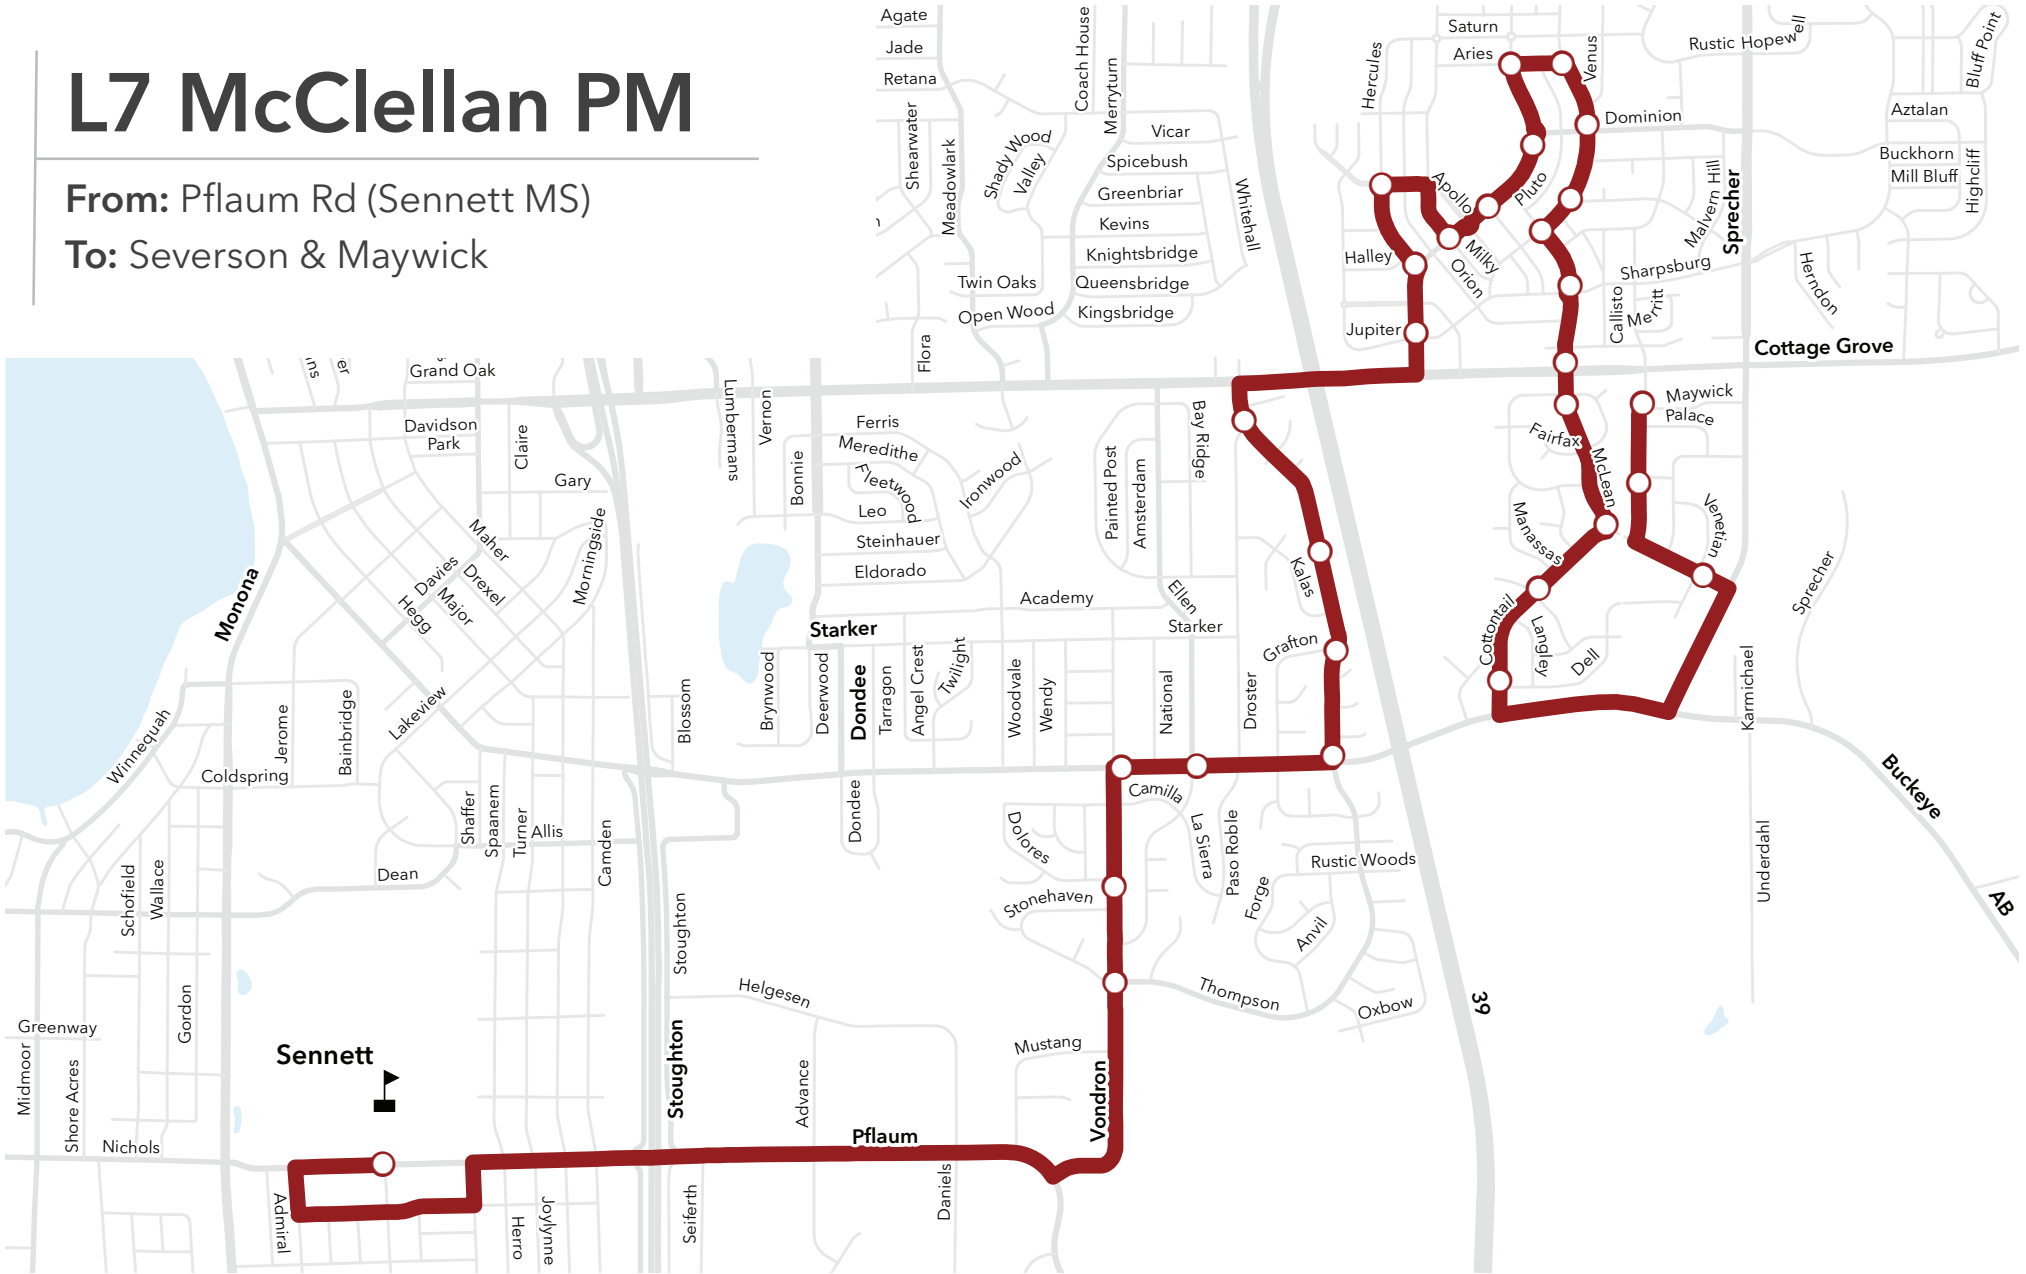 L7 McClellan PM
From: Pflaum Rd (Sennett MS)
To: Severson & Maywick
Agate
Jade
Retana
Shearwater
Meadowlark
Shady Wood
Valley
Coach House
Merryturn
Vicar
Spicebush
Greenbriar
Kevins
Knightsbridge
Queensbridge
Kingsbridge
Twin Oaks
Open Wood
Flora
Whitehall
Hercules
Saturn
Aries
Venus
Dominion
Rustic Hopewell
Bluff Point
Aztalan
Buckhorn
Mill Bluff
Highcliff
Malvern Hill
Sprecher
Apollo
Pluto
Milky
Orion
Halley
Jupiter
Sharpsburg
Callisto
Merritt
Herndon
Cottage Grove
Maywick
Palace
Fairfax
McLean
Manassas
Venetian
Cottontail
Langley
Dell
Sprecher
Karmichael
Buckeye
Underdahl
AB
Grand Oak
Davidson
Park
Claire
Gary
Lumbermans
Vernon
Bonnie
Ferris
Meredithe
Fleetwood
Leo
Steinhauer
Eldorado
Ironwood
Painted Post
Amsterdam
Bay Ridge
Kalas
Maher
Davies
Drexel
Major
Hegg
Morningside
Monona
Academy
Ellen
Starker
Starker
Grafton
Brynwood
Deerwood
Dondee
Tarragon
Angel Crest
Twilight
Woodvale
Wendy
National
Droster
Blossom
Winnequah
Jerome
Bainbridge
Lakeview
Coldspring
Shaffer
Spaanem
Turner
Allis
Camden
Dondee
Camilla
Dolores
La Sierra
Paso Roble
Rustic Woods
Forge
Anvil
Stonehaven
Dean
Schofield
Wallace
Stoughton
Helgesen
Thompson
Oxbow
39
Gordon
Greenway
Midmoor
Shore Acres
Sennett
Stoughton
Advance
Mustang
Vondron
Nichols
Pflaum
Admiral
Herro
Joylynne
Seiferth
Daniels